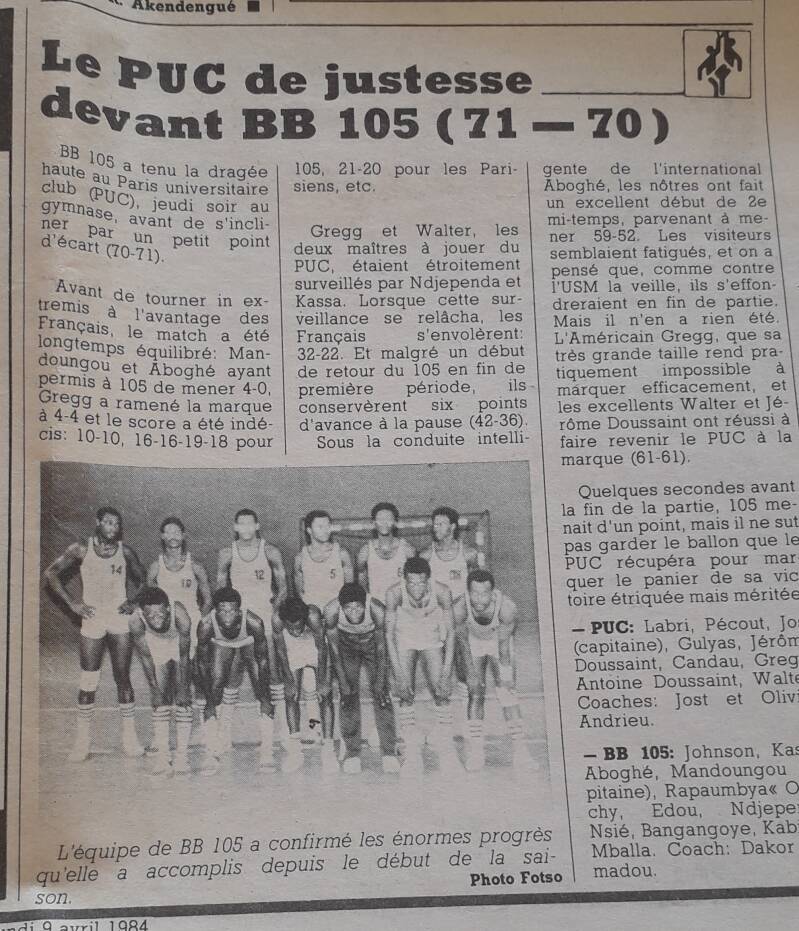 Akendengué
Le PUC de justesse
devant BB 105 (71 — 70)
BB 105 a tenu la dragée
haute au Paris universitaire
club (PUC), jeudi soir au
gymnase, avant de s'incli-
ner par un petit point
d'écart (70-71).
Avant de tourner in ex-
tremis à l'avantage des
Français, le match a été
longtemps équilibré: Man-
doungou et Aboghé ayant
permis à 105 de mener 4-0,
Gregg a ramené la marque
à 4-4 et le score a été indé-
cis: 10-10, 16-16-19-18 pour
105, 21-20 pour les Pari-
siens, etc.
Gregg et Walter, les
deux maîtres à jouer du
PUC, étaient étroitement
surveillés par Ndjependa et
Kassa. Lorsque cette sur-
veillance se relâcha, les
Français s'envolèrent:
32-22. Et malgré un début
de retour du 105 en fin de
première période, ils
conservèrent six points
d'avance à la pause (42-36).
Sous la conduite intelli-
gente de l'international
Aboghé, les nôtres ont fait
un excellent début de 2e
mi-temps, parvenant à me-
ner 59-52. Les visiteurs
semblaient fatigués, et on a
pensé que, comme contre
l'USM la veille, ils s'effon-
dreraient en fin de partie.
Mais il n'en a rien été.
L'Américain Gregg, que sa
très grande taille rend pra-
tiquement impossible à
marquer efficacement, et
les excellents Walter et Jé-
rôme Doussaint ont réussi à
faire revenir le PUC à la
marque (61-61).
Quelques secondes avant
la fin de la partie, 105 me-
nait d'un point, mais il ne sut
pas garder le ballon que le
PUC récupéra pour mar
quer le panier de sa vic
toire étriquée mais méritée
— PUC: Labri, Pécout, Jo
(capitaine), Gulyas, Jérôm
Doussaint, Candau, Greg
Antoine Doussaint, Walte
Coaches: Jost et Olivi
Andrieu.
— BB 105: Johnson, Kas
Aboghé, Mandoungou
pitaine), Rapaumbya« O
chy, Edou, Ndjepe
Nsié, Bangangoye, Kab
Mballa. Coach: Dakor
madou.
14
12
5
L'équipe de BB 105 a confirmé les énormes progrès
qu'elle a accomplis depuis le début de la sai-
son.
Photo Fotso
ndi 9 avril 1984